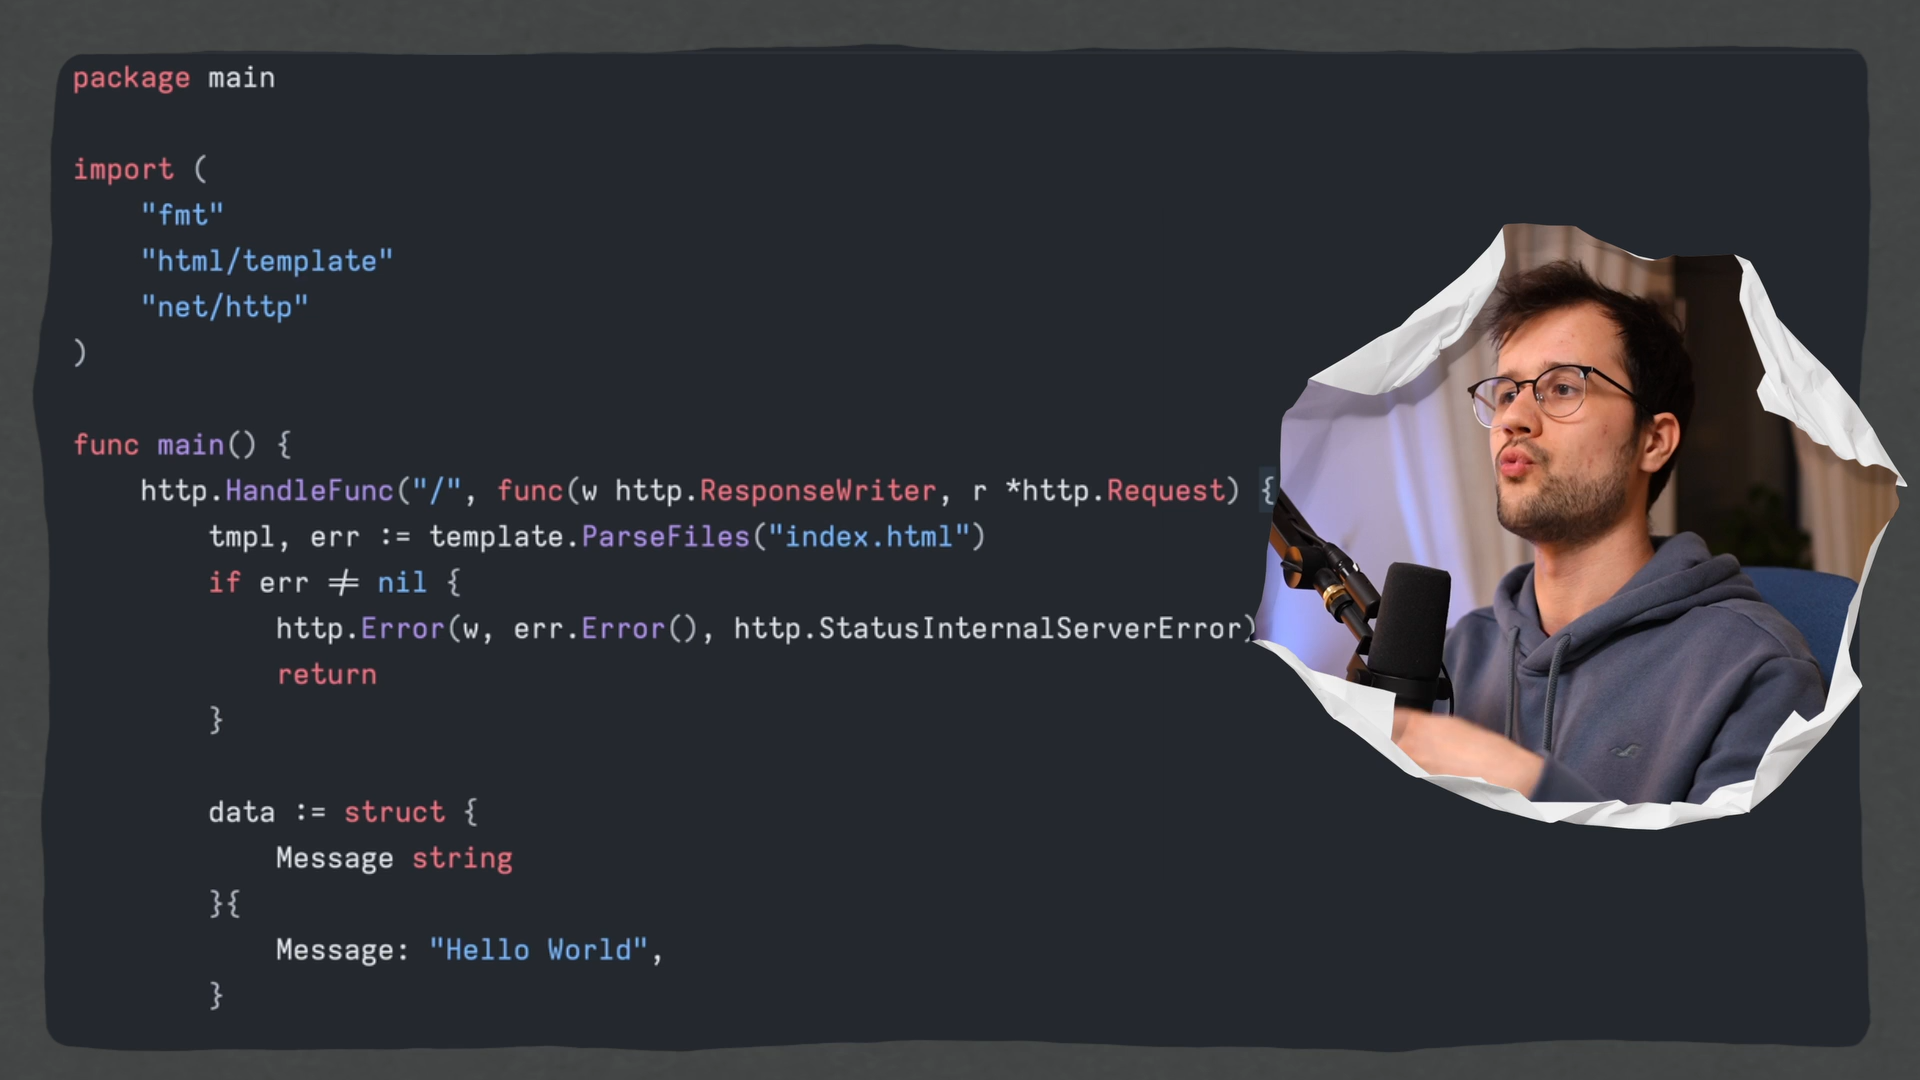 package main
import (
"fmt"
"html/template"
"net/http"
)
func main() {
http.HandleFunc("/", func(w http.ResponseWriter, r *http.Request) {
tmpl, err := template.ParseFiles("index.html")
if err ≠ nil {
http.Error(w, err.Error(), http.StatusInternalServerError)
return
}
data := struct {
Message string
}{
Message: "Hello World",
}